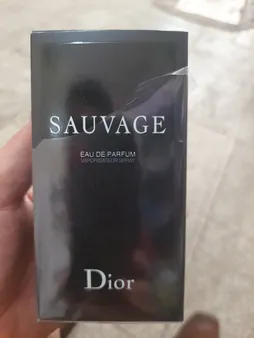 SAUVAGE
EAU DE PARFUM
VAPORISATEUR SPRAY
Dior